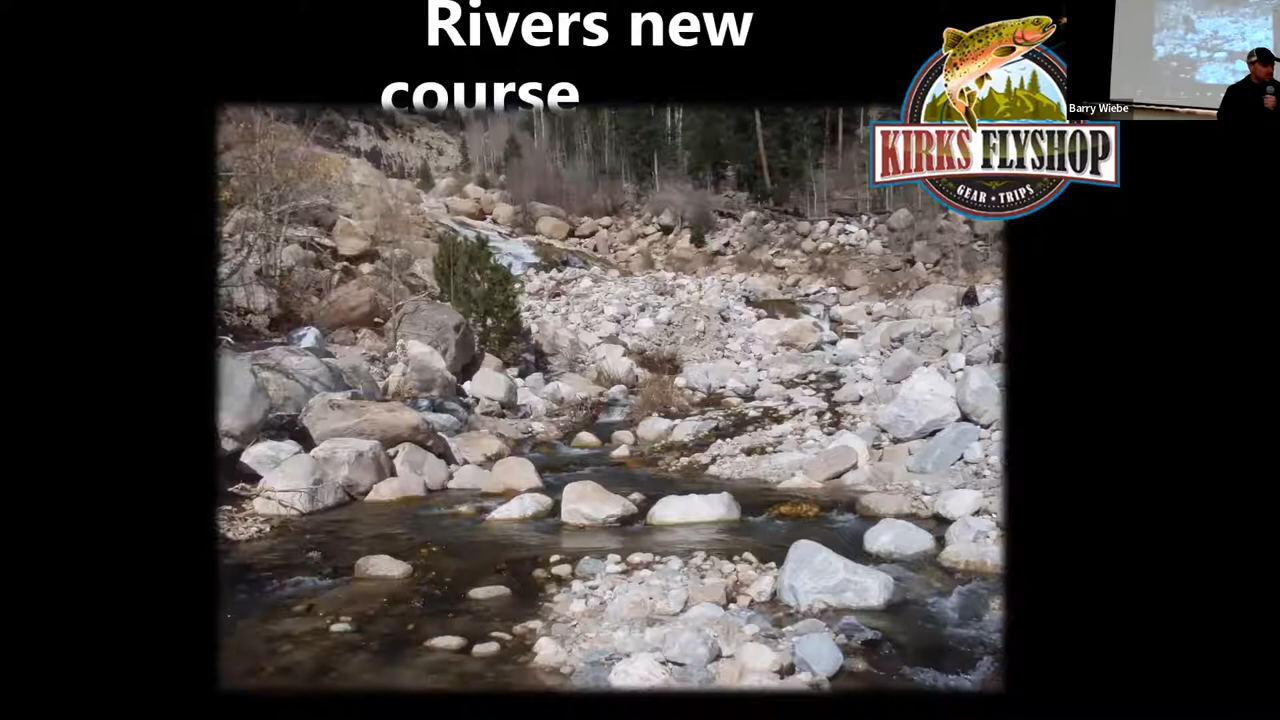 Rivers new
course
Barry Wiebe
KIRKS FLYSHOP
GEAR • TRIPS